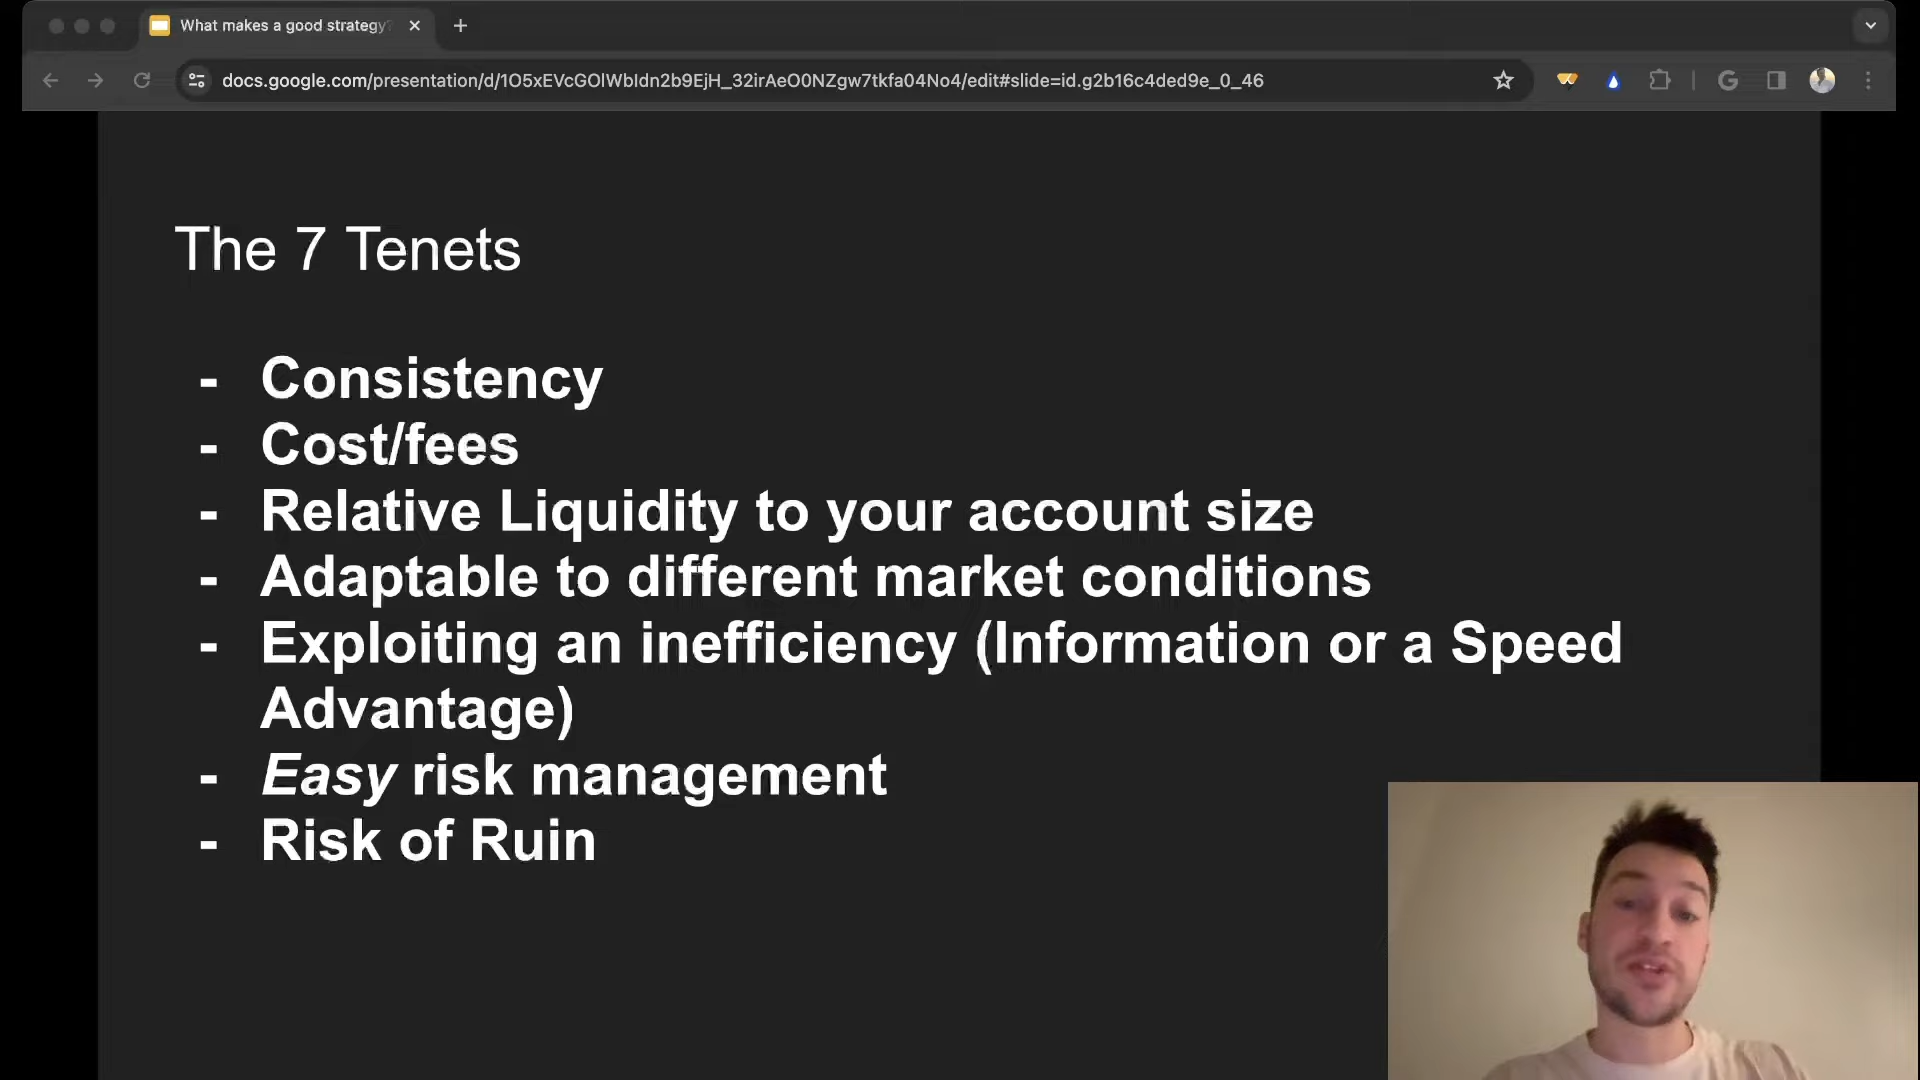 What makes a good strategy?
docs.google.com/presentation/d/1O5xEVcGOlWbIdn2b9EjH_32irAeO0NZgw7tkfa04No4/edit#slide=id.g2b16c4ded9e_0_46
The 7 Tenets
- Consistency
- Cost/fees
- Relative Liquidity to your account size
- Adaptable to different market conditions
- Exploiting an inefficiency (Information or a Speed
Advantage)
- Easy risk management
- Risk of Ruin